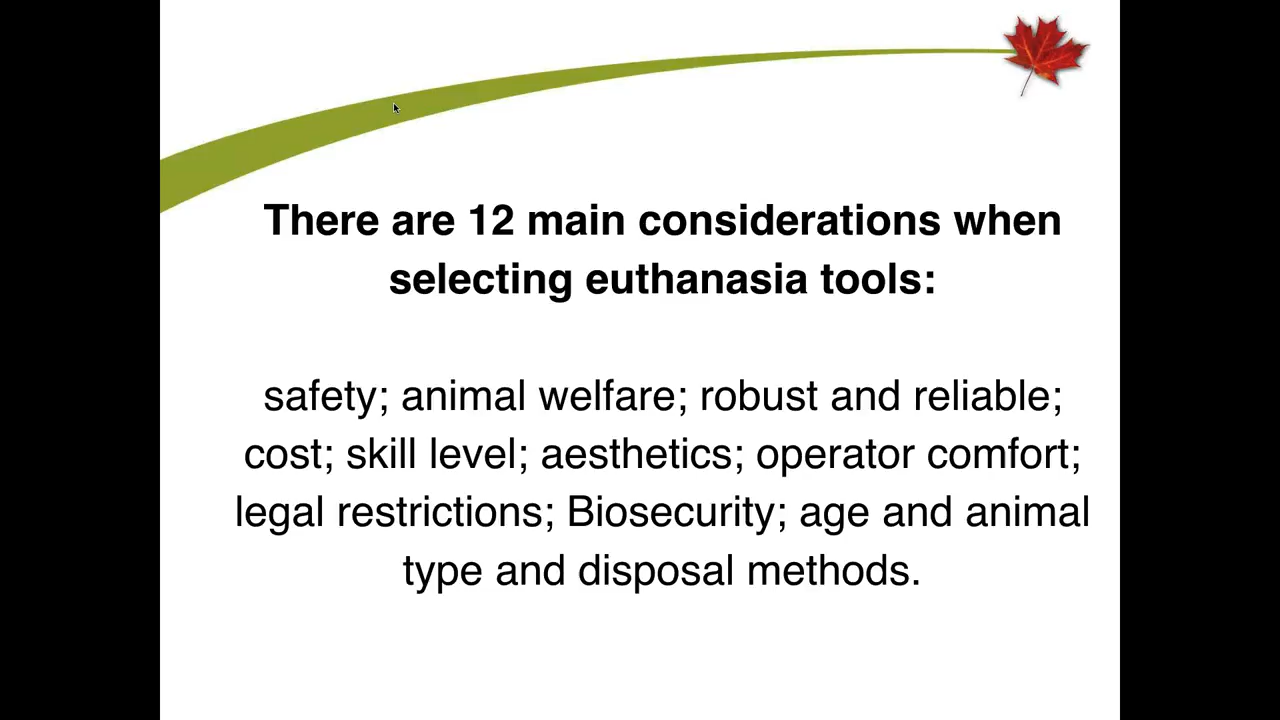 There are 12 main considerations when
selecting euthanasia tools:
safety; animal welfare; robust and reliable;
cost; skill level; aesthetics; operator comfort;
legal restrictions; Biosecurity; age and animal
type and disposal methods.